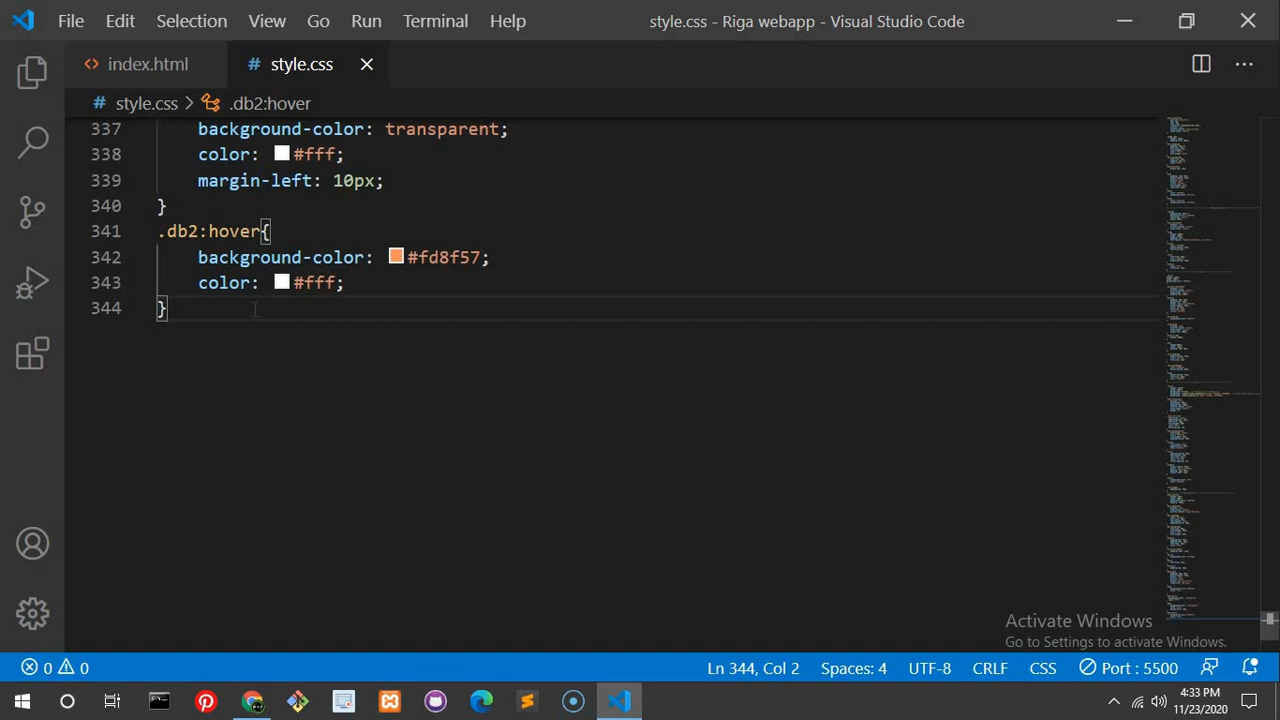 File Edit Selection View Go Run Terminal Help style.css - Riga webapp - Visual Studio Code
index.html style.css
style.css > .db2:hover
337 background-color: transparent;
338 color: #fff;
339 margin-left: 10px;
340 }
341 .db2:hover{
342 background-color: #fd8f57;
343 color: #fff;
344 }
Activate Windows
Go to Settings to activate Windows.
0 0 Ln 344, Col 2 Spaces: 4 UTF-8 CRLF CSS Port : 5500
4:33 PM
11/23/2020